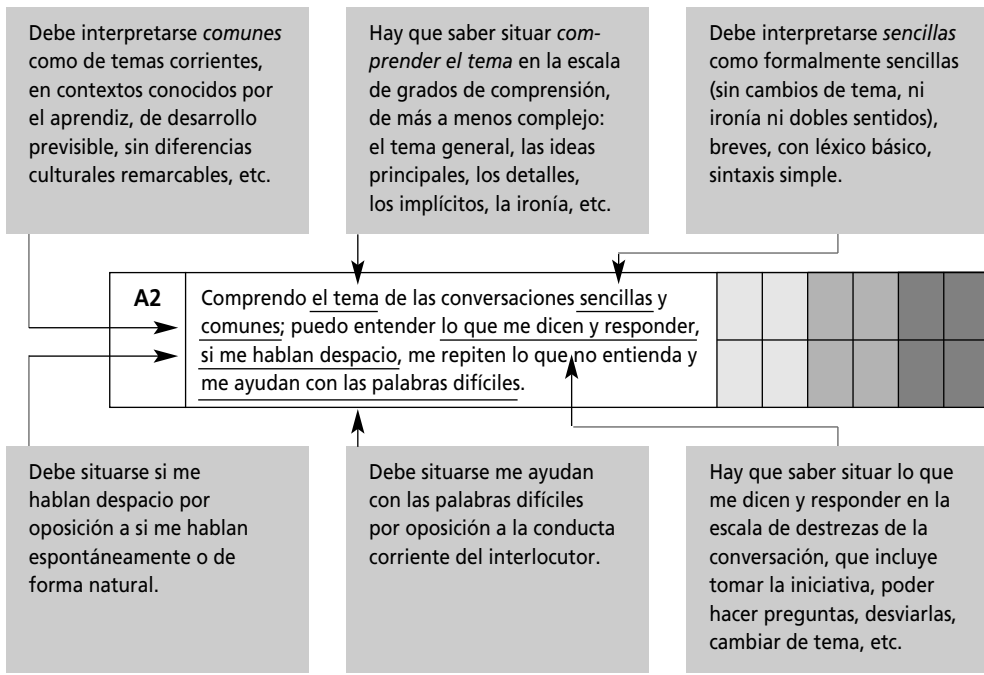 Debe interpretarse comunes
como de temas corrientes,
en contextos conocidos por
el aprendiz, de desarrollo
previsible, sin diferencias
culturales remarcables, etc.
Hay que saber situar com-
prender el tema en la escala
de grados de comprensión,
de más a menos complejo:
el tema general, las ideas
principales, los detalles,
los implícitos, la ironía, etc.
Debe interpretarse sencillas
como formalmente sencillas
(sin cambios de tema, ni
ironía ni dobles sentidos),
breves, con léxico básico,
sintaxis simple.
A2
Comprendo el tema de las conversaciones sencillas y
comunes; puedo entender lo que me dicen y responder,
si me hablan despacio, me repiten lo que no entienda y
me ayudan con las palabras difíciles.
Debe situarse si me
hablan despacio por
oposición a si me hablan
espontáneamente o de
forma natural.
Debe situarse me ayudan
con las palabras difíciles
por oposición a la conducta
corriente del interlocutor.
Hay que saber situar lo que
me dicen y responder en la
escala de destrezas de la
conversación, que incluye
tomar la iniciativa, poder
hacer preguntas, desviarlas,
cambiar de tema, etc.